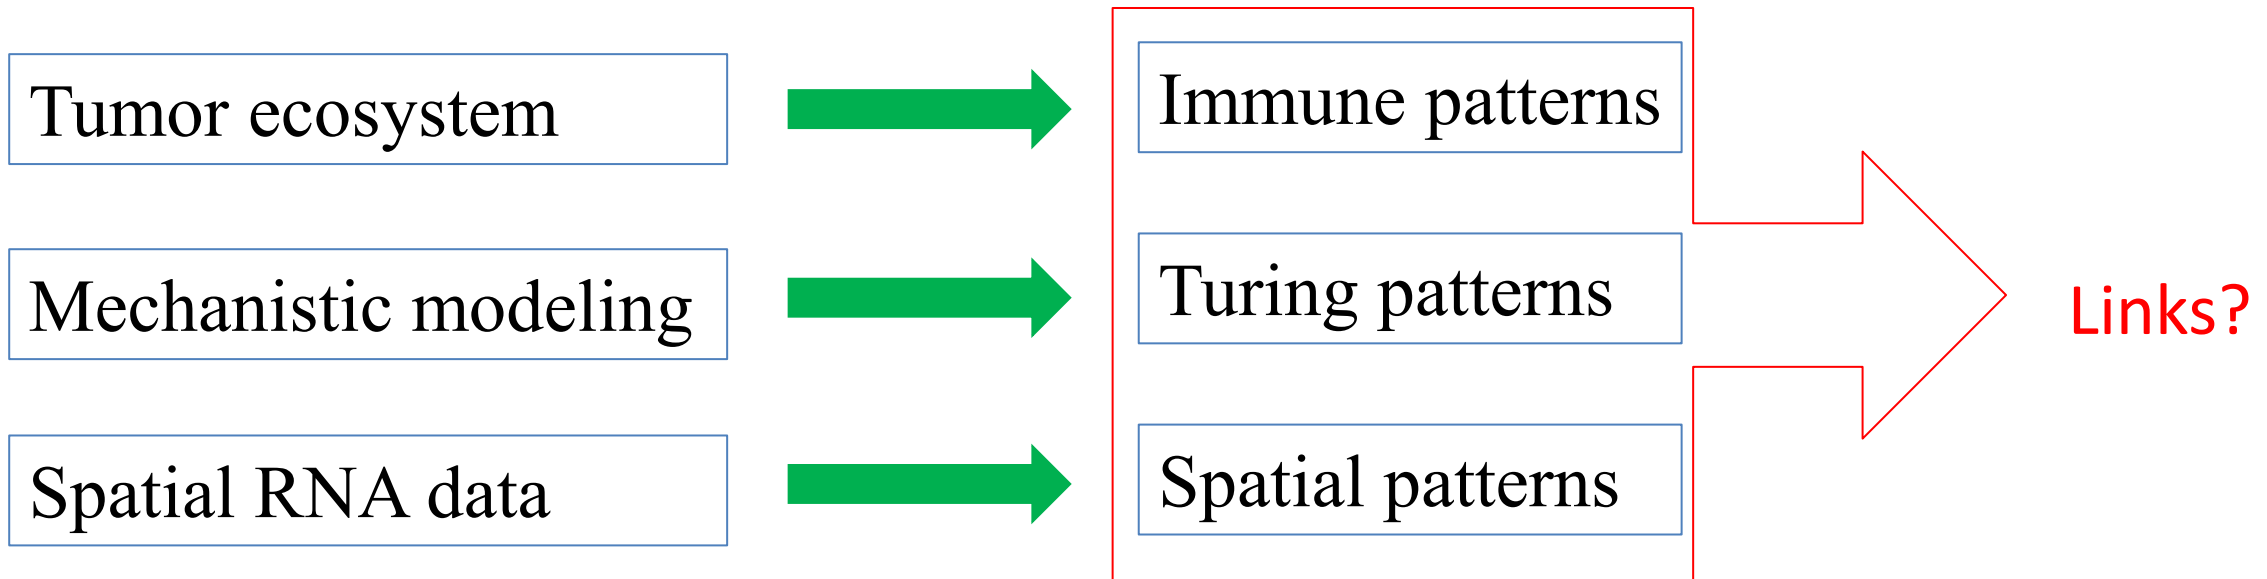 Tumor ecosystem
Immune patterns
Mechanistic modeling
Turing patterns
Links?
Spatial RNA data
Spatial patterns